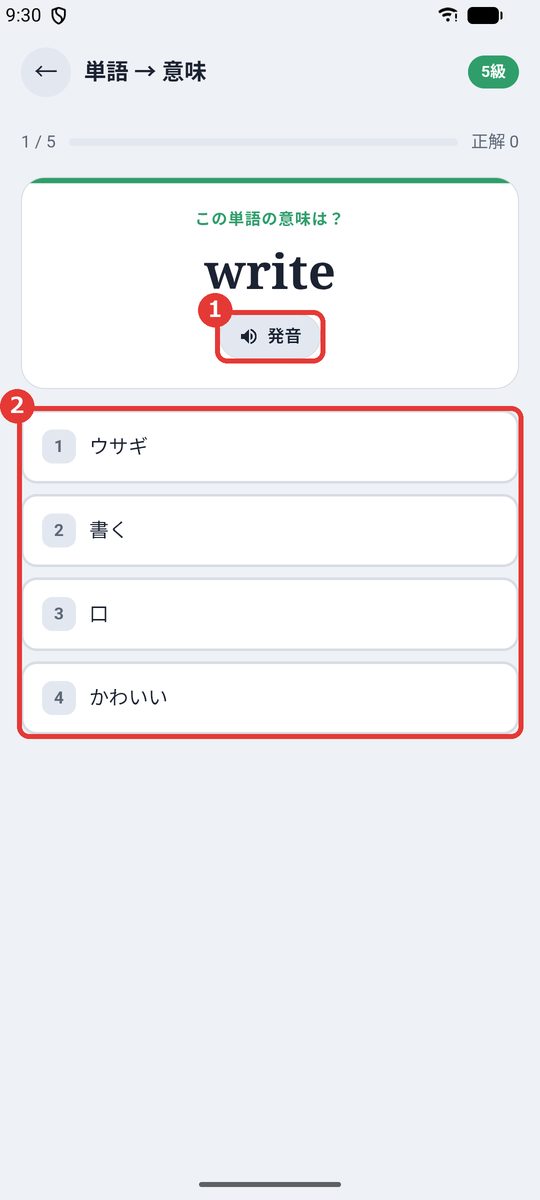 9:30
← 単語 → 意味
5級
1 / 5
正解 0
この単語の意味は？
write
1
発音
2
1 ウサギ
2 書く
3 口
4 かわいい